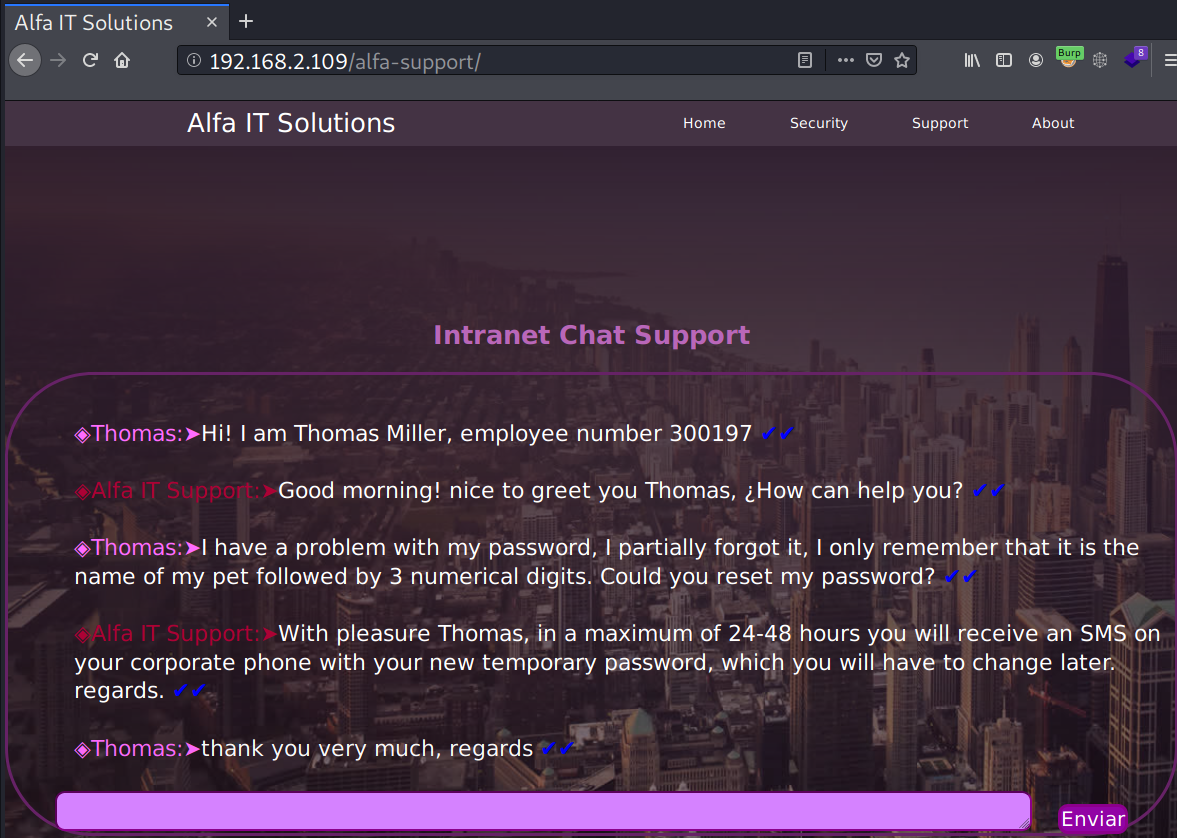 Alfa IT Solutions
192.168.2.109/alfa-support/
Burp
8
Alfa IT Solutions Home Security Support About
Intranet Chat Support
◈Thomas:➤Hi! I am Thomas Miller, employee number 300197 ✔✔
◈Alfa IT Support:➤Good morning! nice to greet you Thomas, ¿How can help you? ✔✔
◈Thomas:➤I have a problem with my password, I partially forgot it, I only remember that it is the
name of my pet followed by 3 numerical digits. Could you reset my password? ✔✔
◈Alfa IT Support:➤With pleasure Thomas, in a maximum of 24-48 hours you will receive an SMS on
your corporate phone with your new temporary password, which you will have to change later.
regards. ✔✔
◈Thomas:➤thank you very much, regards ✔✔
Enviar